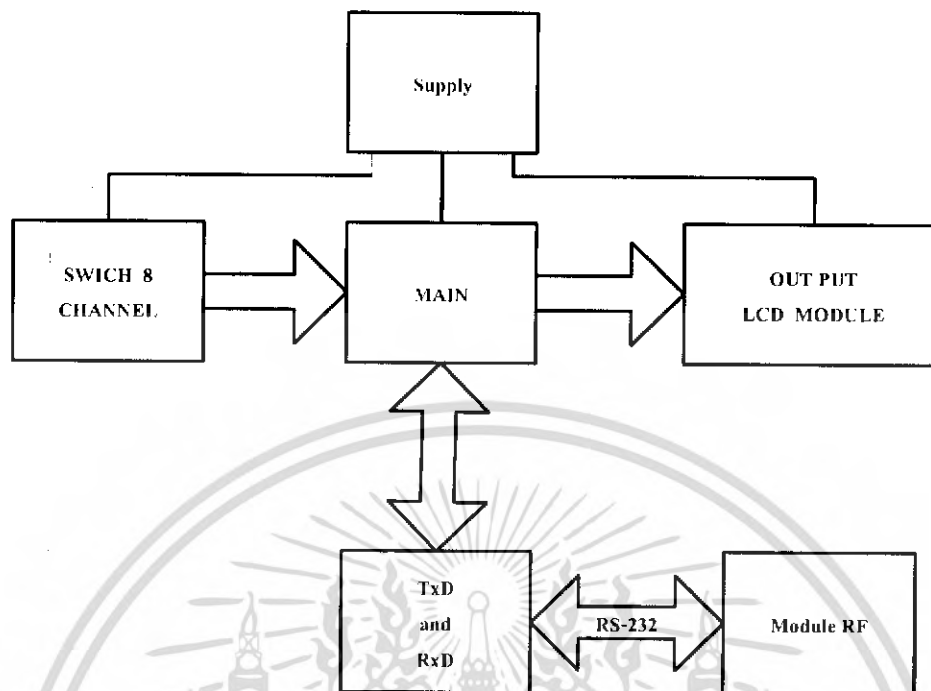 Supply
SWICH 8
CHANNEL
MAIN
OUT PUT
LCD MODULE
TxD
and
RxD
RS-232
Module RF